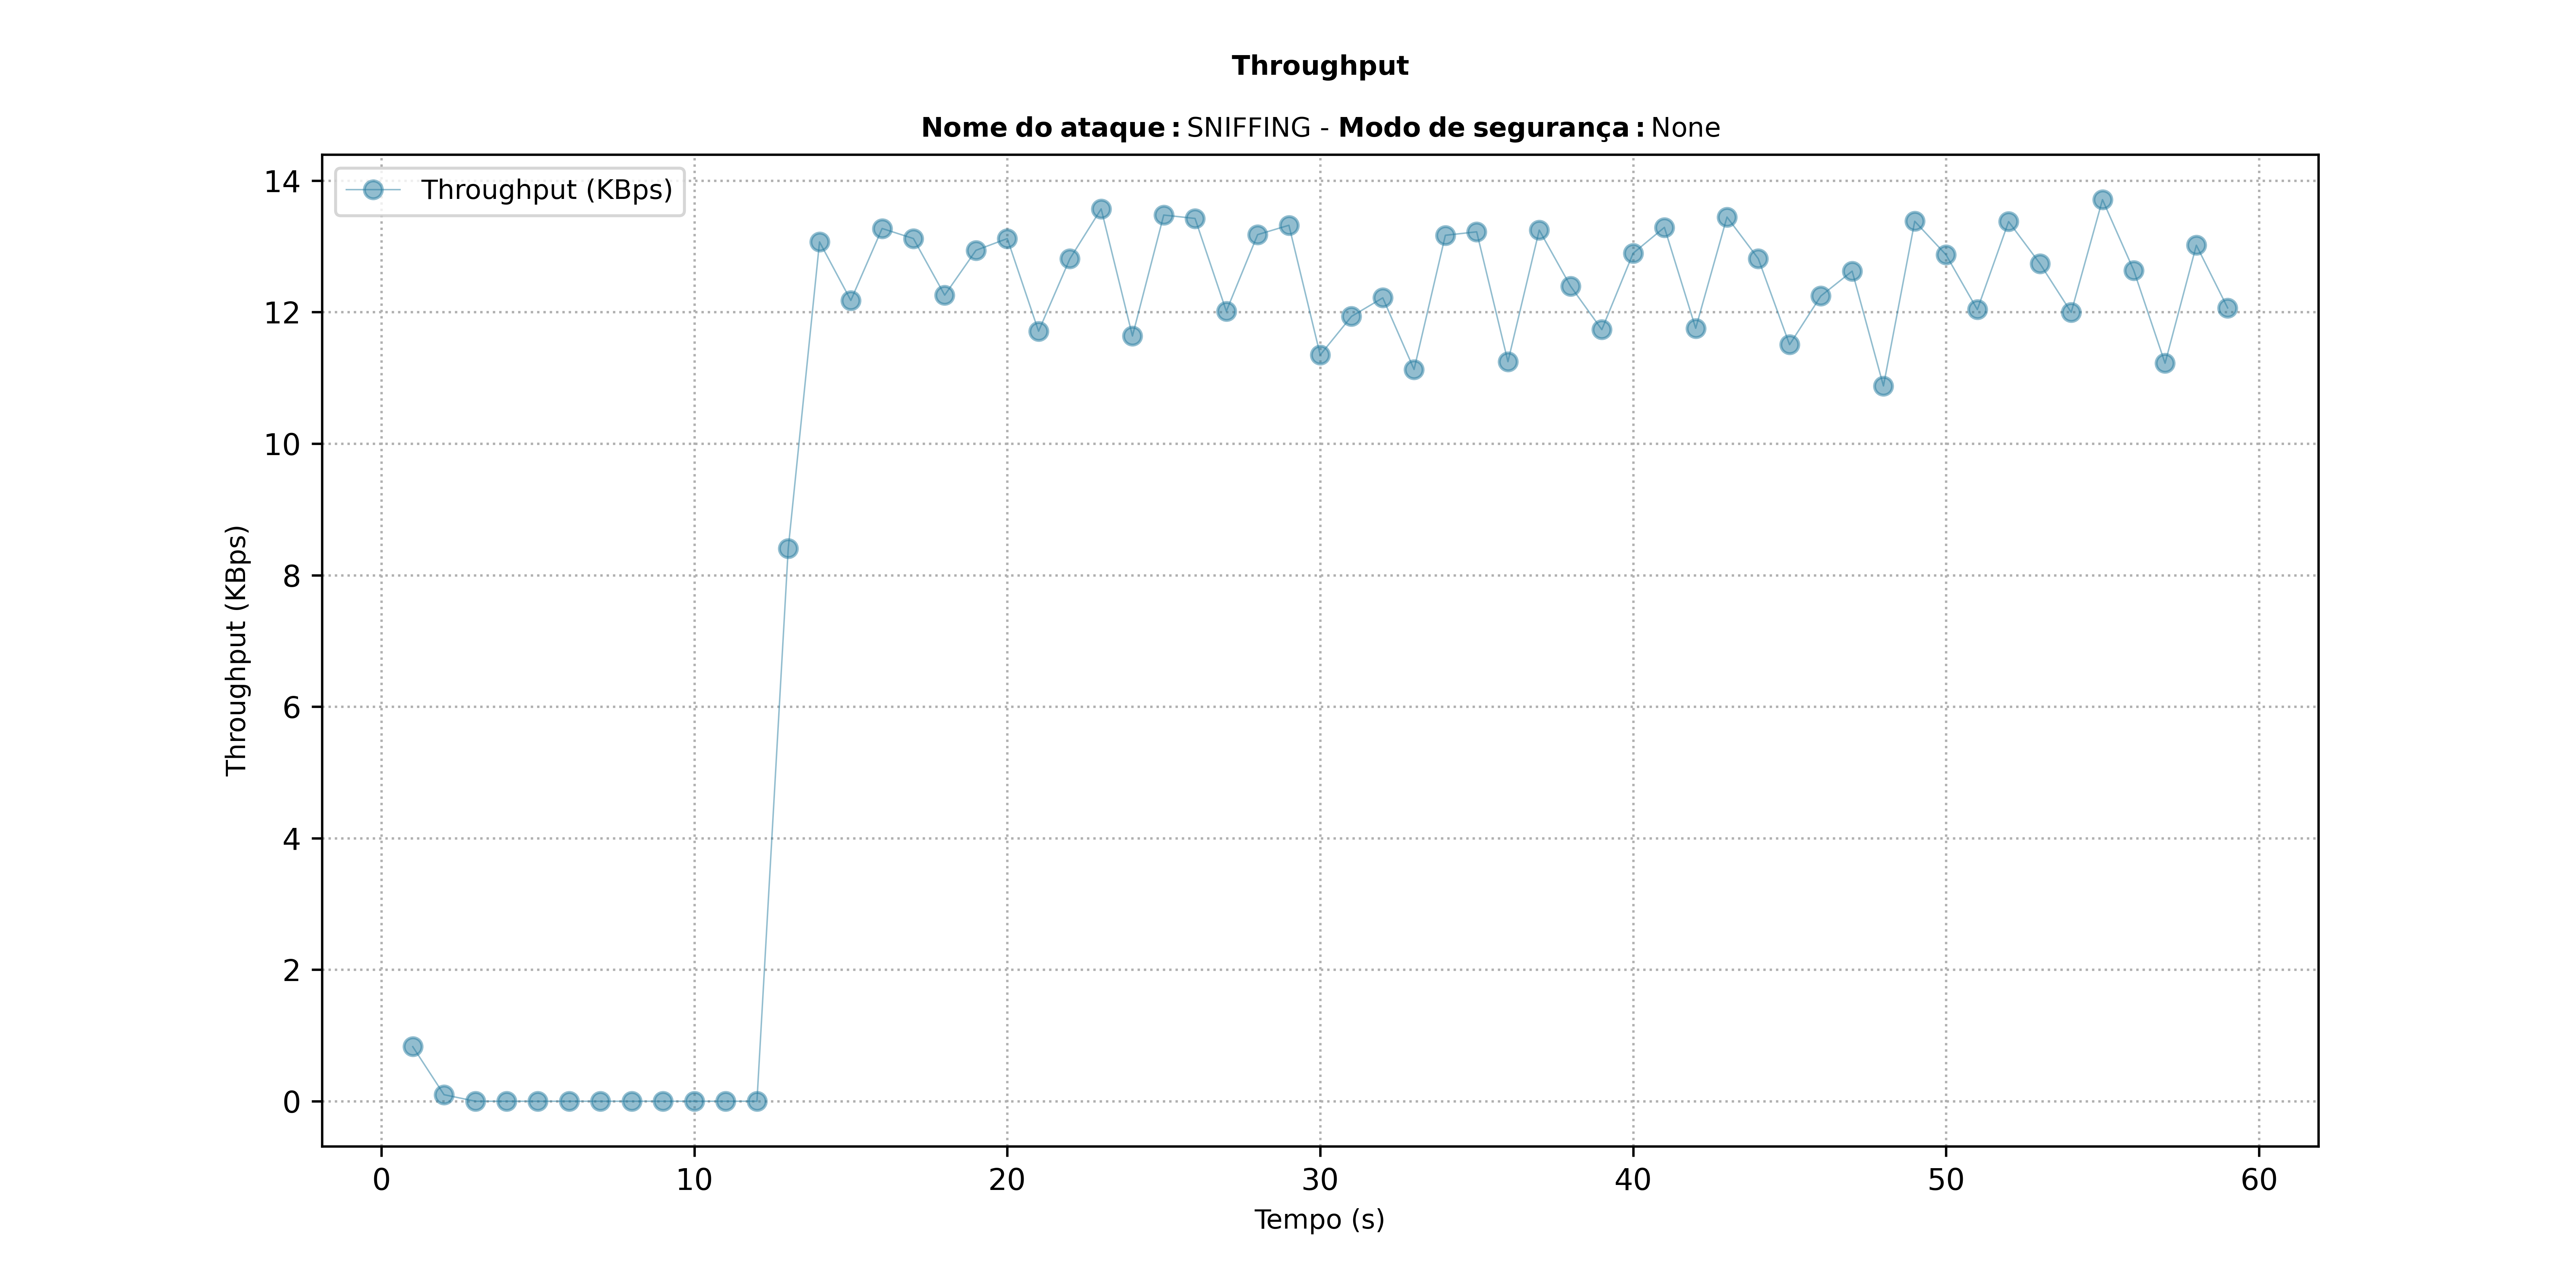 Throughput
Nome do ataque: SNIFFING - Modo de segurança: None
Throughput (KBps)
14
12
10
8
6
4
2
0
Throughput (KBps)
0 10 20 30 40 50 60
Tempo (s)